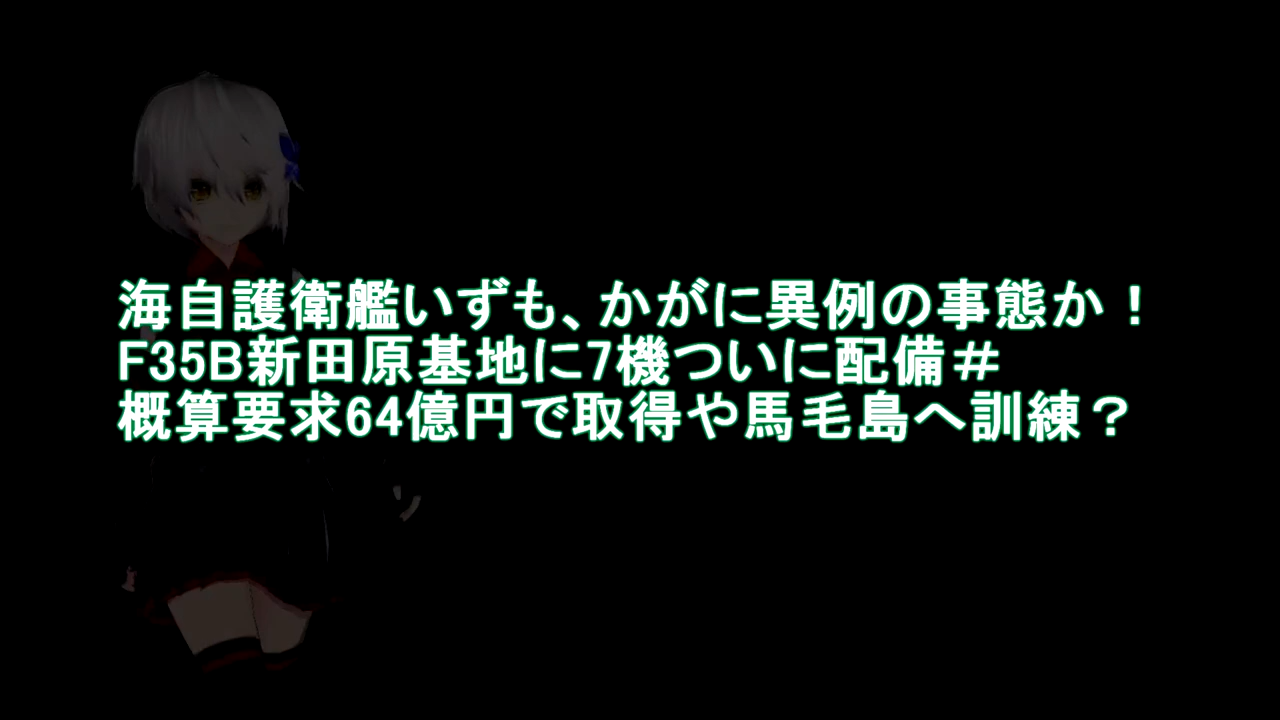 海自護衛艦いずも、かがに異例の事態か！
F35B新田原基地に7機ついに配備＃
概算要求64億円で取得や馬毛島へ訓練？